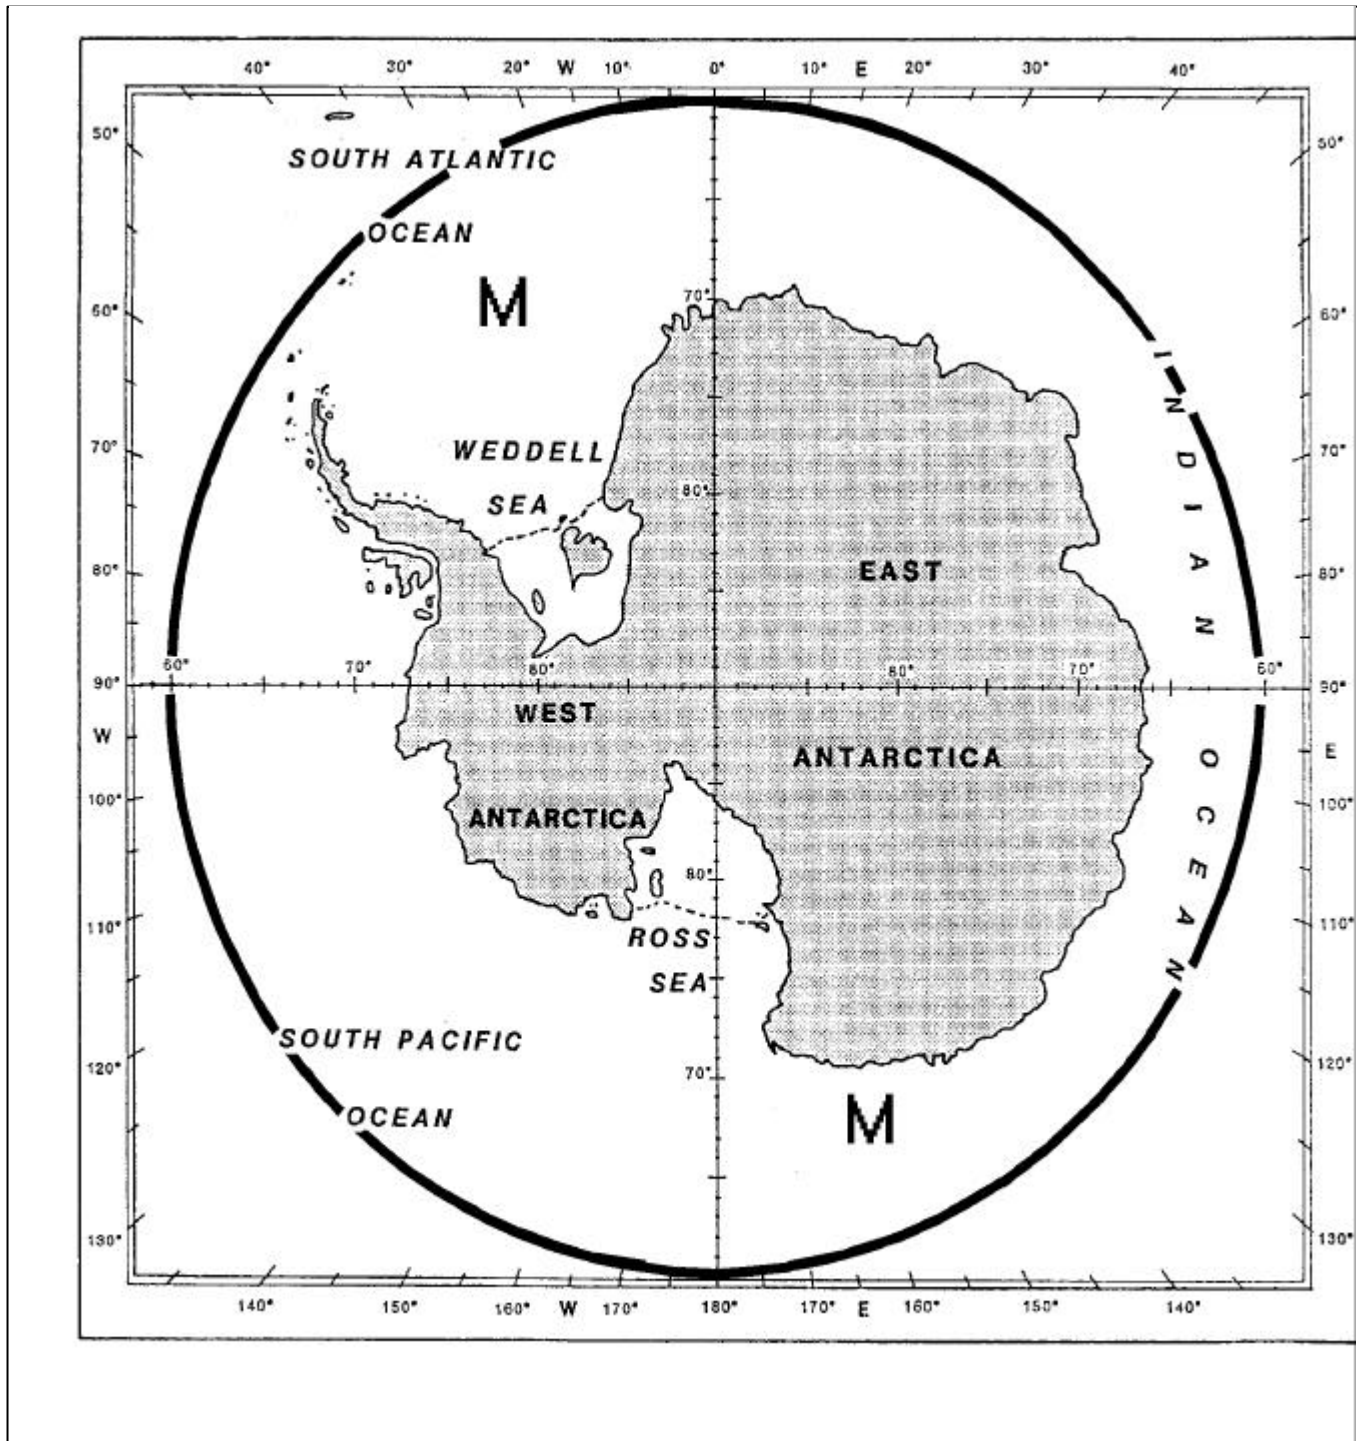 40° 30° 20° W 10° 0° 10° E 20° 30° 40°
50° 50°
SOUTH ATLANTIC
OCEAN
M
70°
60° 60°
I N D I A N
WEDDELL
70° 70°
SEA
80°
80° EAST 80°
60° 70° 80° 80° 70° 60°
90° 90°
WEST
W E
ANTARCTICA
O C E A N
100° 100°
ANTARCTICA
80°
110° 110°
ROSS
SEA
SOUTH PACIFIC
120° 120°
70°
OCEAN
M
130° 130°
140° 150° 160° W 170° 180° 170° E 160° 150° 140°